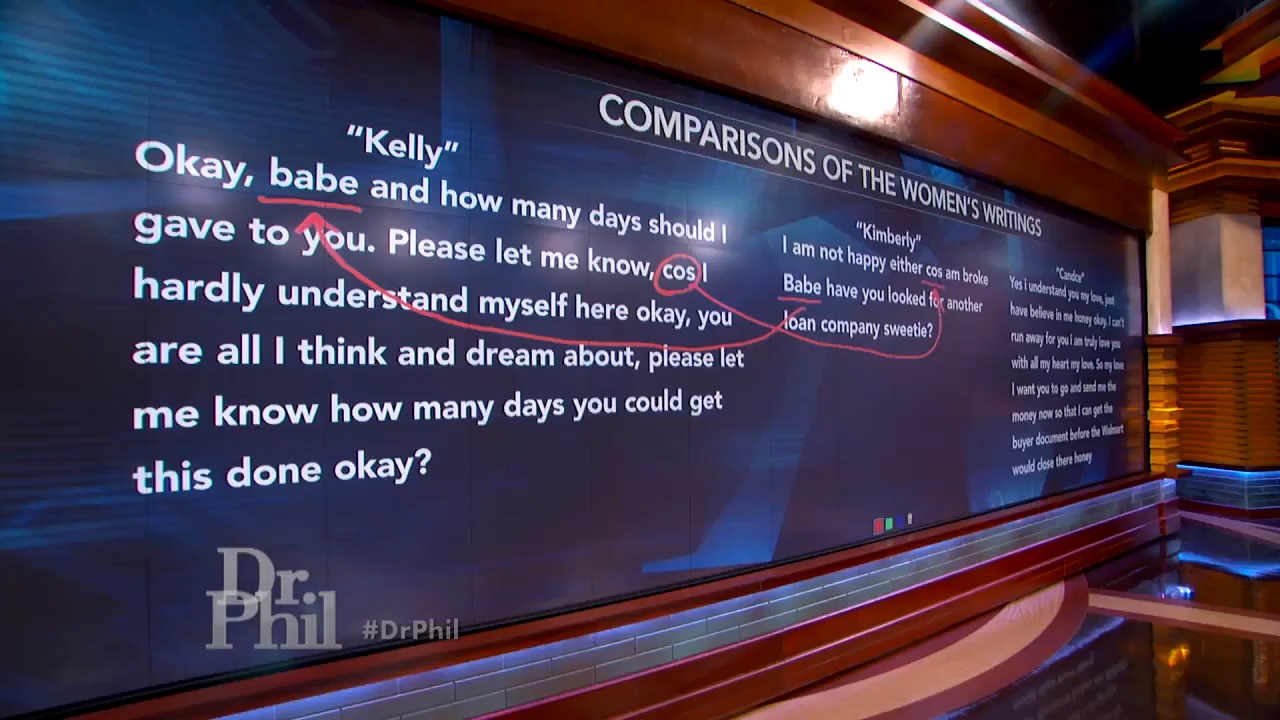 COMPARISONS OF THE WOMEN'S WRITINGS
"Kelly"
Okay, babe and how many days should I
gave to you. Please let me know, cos I
hardly understand myself here okay, you
are all I think and dream about, please let
me know how many days you could get
this done okay?
"Kimberly"
I am not happy either cos am broke
Babe have you looked for another
loan company sweetie?
"Candce"
Yes i understand you my love, just
have believe in me honey okay. I can't
run away for you i am truly love you
with all my heart my love. So my love
I want you to go and send me the
money now so that I can get the
buyer document before the Walmart
would close there honey
Dr. Phil
#DrPhil